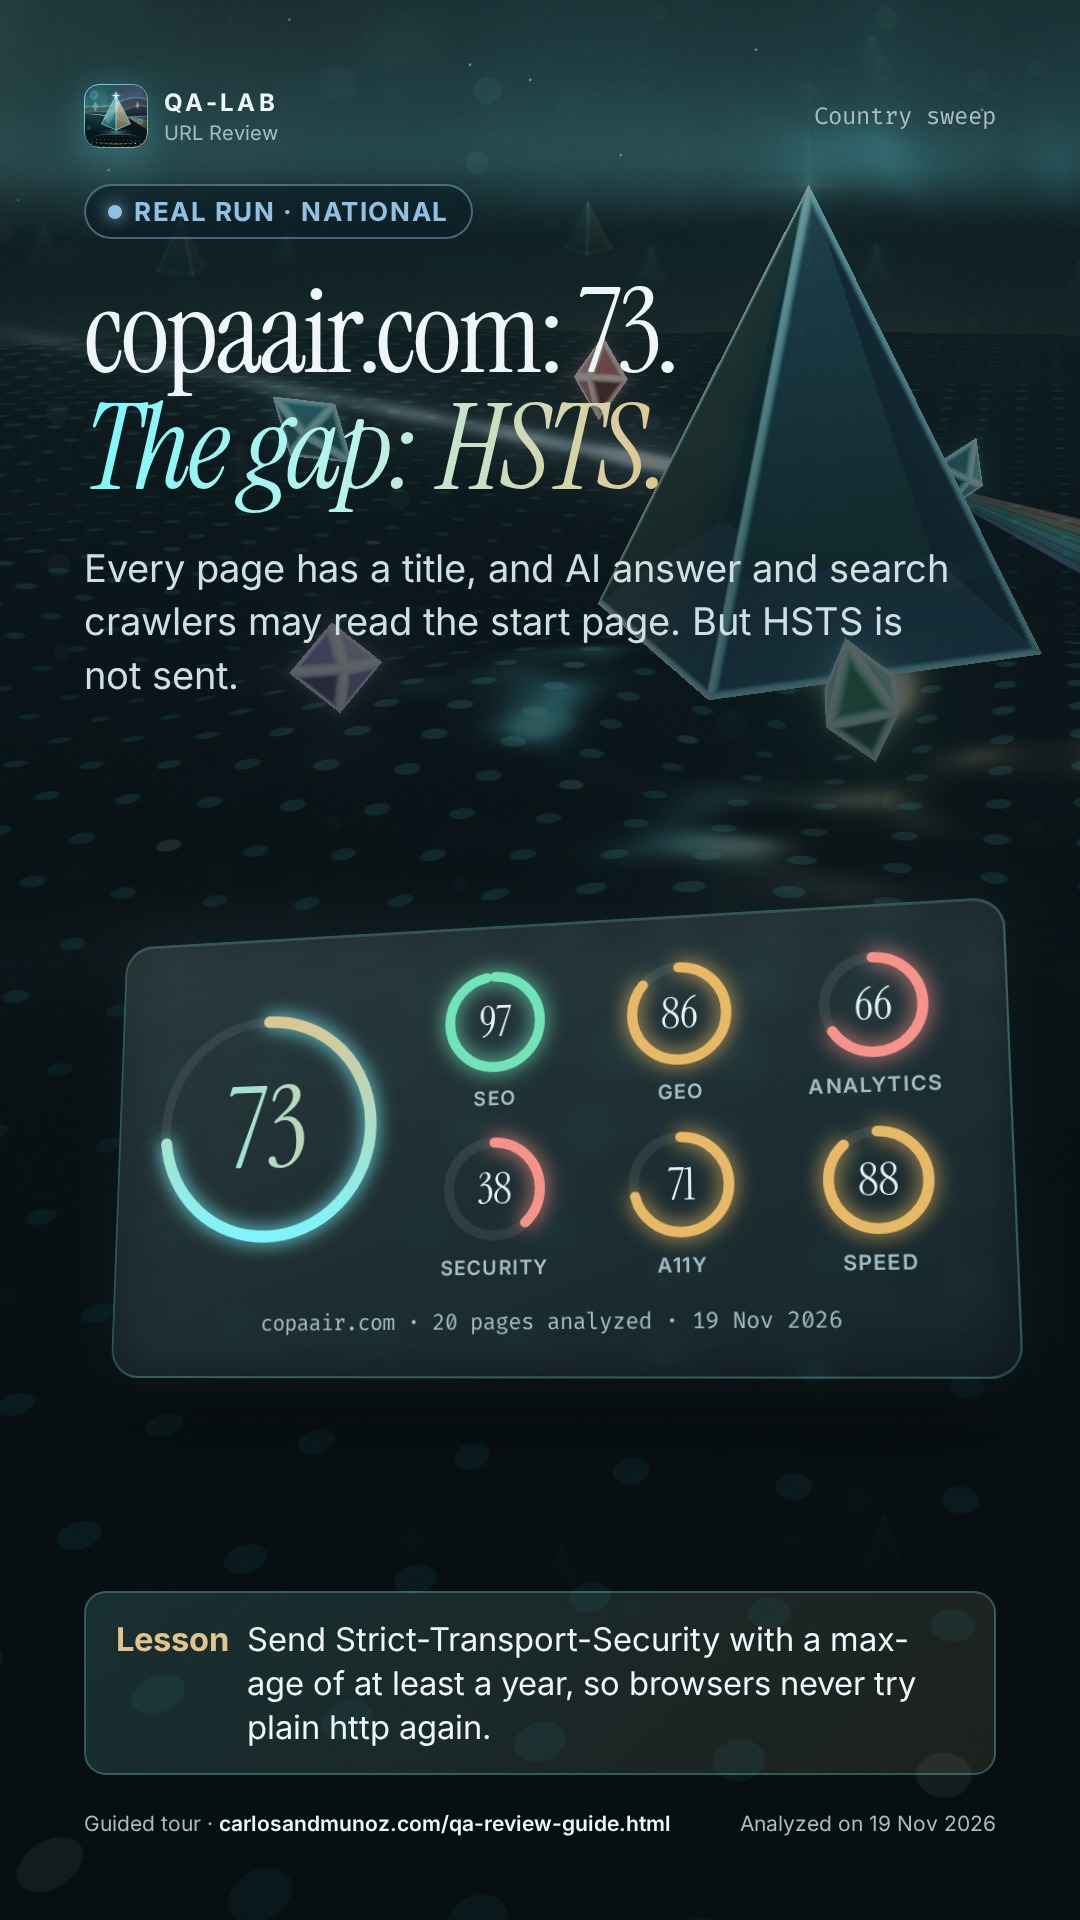 QA-LAB
URL Review
Country sweep
REAL RUN · NATIONAL
copaair.com: 73.
The gap: HSTS.
Every page has a title, and AI answer and search
crawlers may read the start page. But HSTS is
not sent.
73
97
SEO
86
GEO
66
ANALYTICS
38
SECURITY
71
A11Y
88
SPEED
copaair.com · 20 pages analyzed · 19 Nov 2026
Lesson Send Strict-Transport-Security with a max-
age of at least a year, so browsers never try
plain http again.
Guided tour · carlosandmunoz.com/qa-review-guide.html
Analyzed on 19 Nov 2026